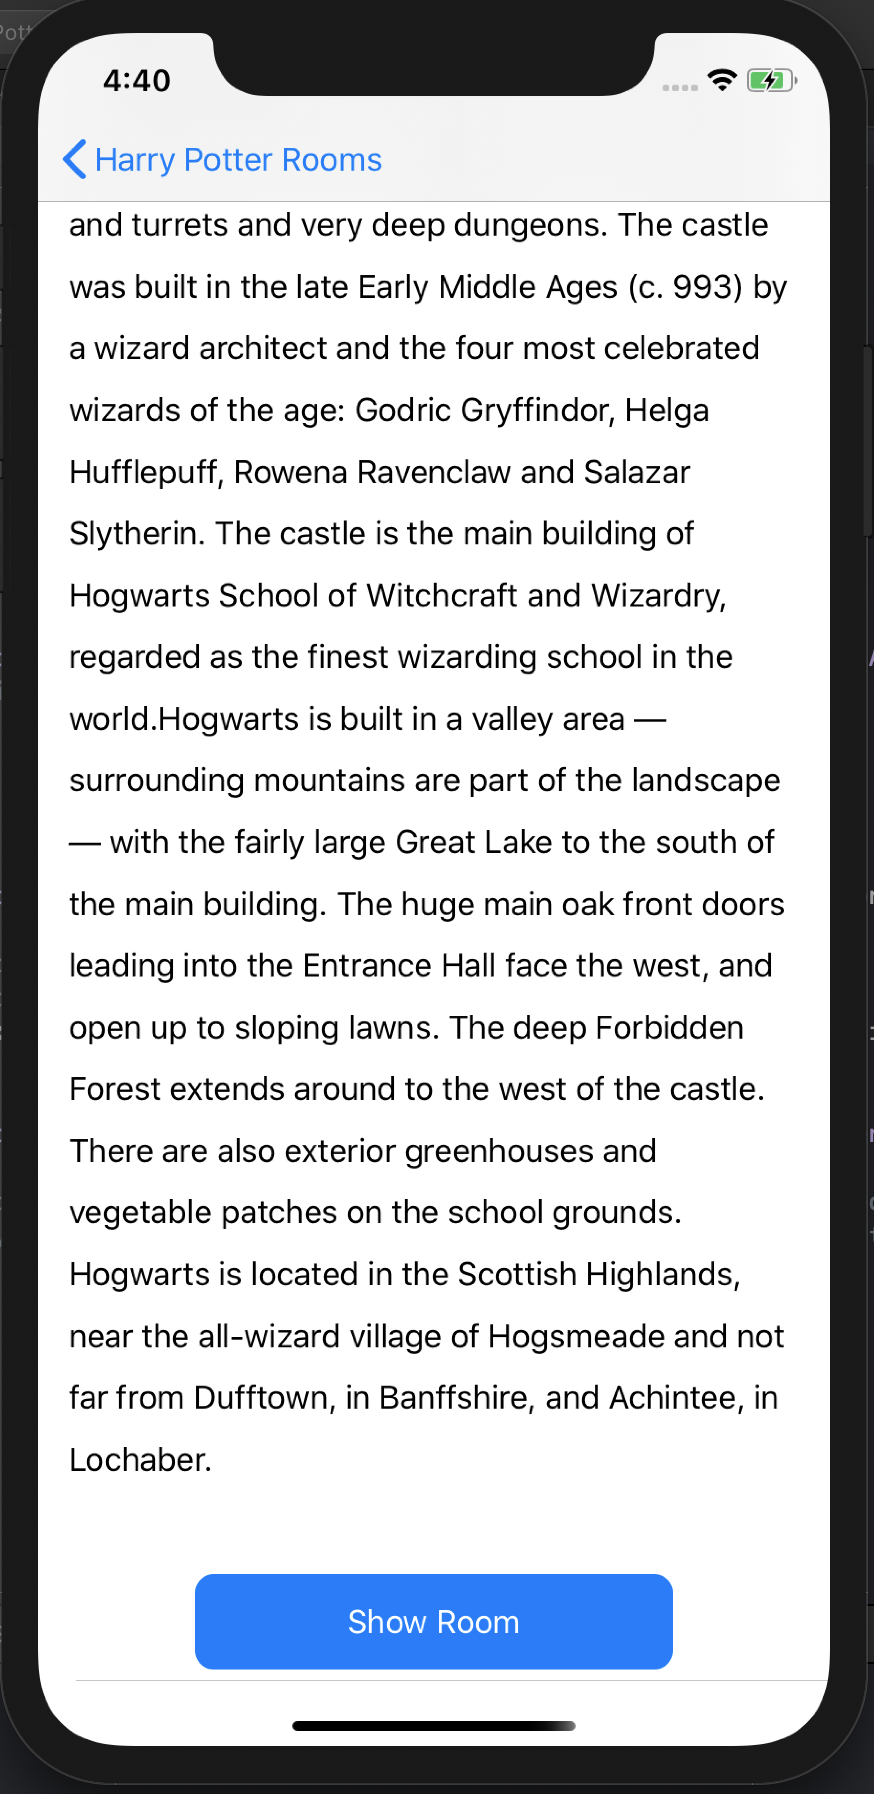 4:40
Harry Potter Rooms
and turrets and very deep dungeons. The castle
was built in the late Early Middle Ages (c. 993) by
a wizard architect and the four most celebrated
wizards of the age: Godric Gryffindor, Helga
Hufflepuff, Rowena Ravenclaw and Salazar
Slytherin. The castle is the main building of
Hogwarts School of Witchcraft and Wizardry,
regarded as the finest wizarding school in the
world.Hogwarts is built in a valley area —
surrounding mountains are part of the landscape
— with the fairly large Great Lake to the south of
the main building. The huge main oak front doors
leading into the Entrance Hall face the west, and
open up to sloping lawns. The deep Forbidden
Forest extends around to the west of the castle.
There are also exterior greenhouses and
vegetable patches on the school grounds.
Hogwarts is located in the Scottish Highlands,
near the all-wizard village of Hogsmeade and not
far from Dufftown, in Banffshire, and Achintee, in
Lochaber.
Show Room